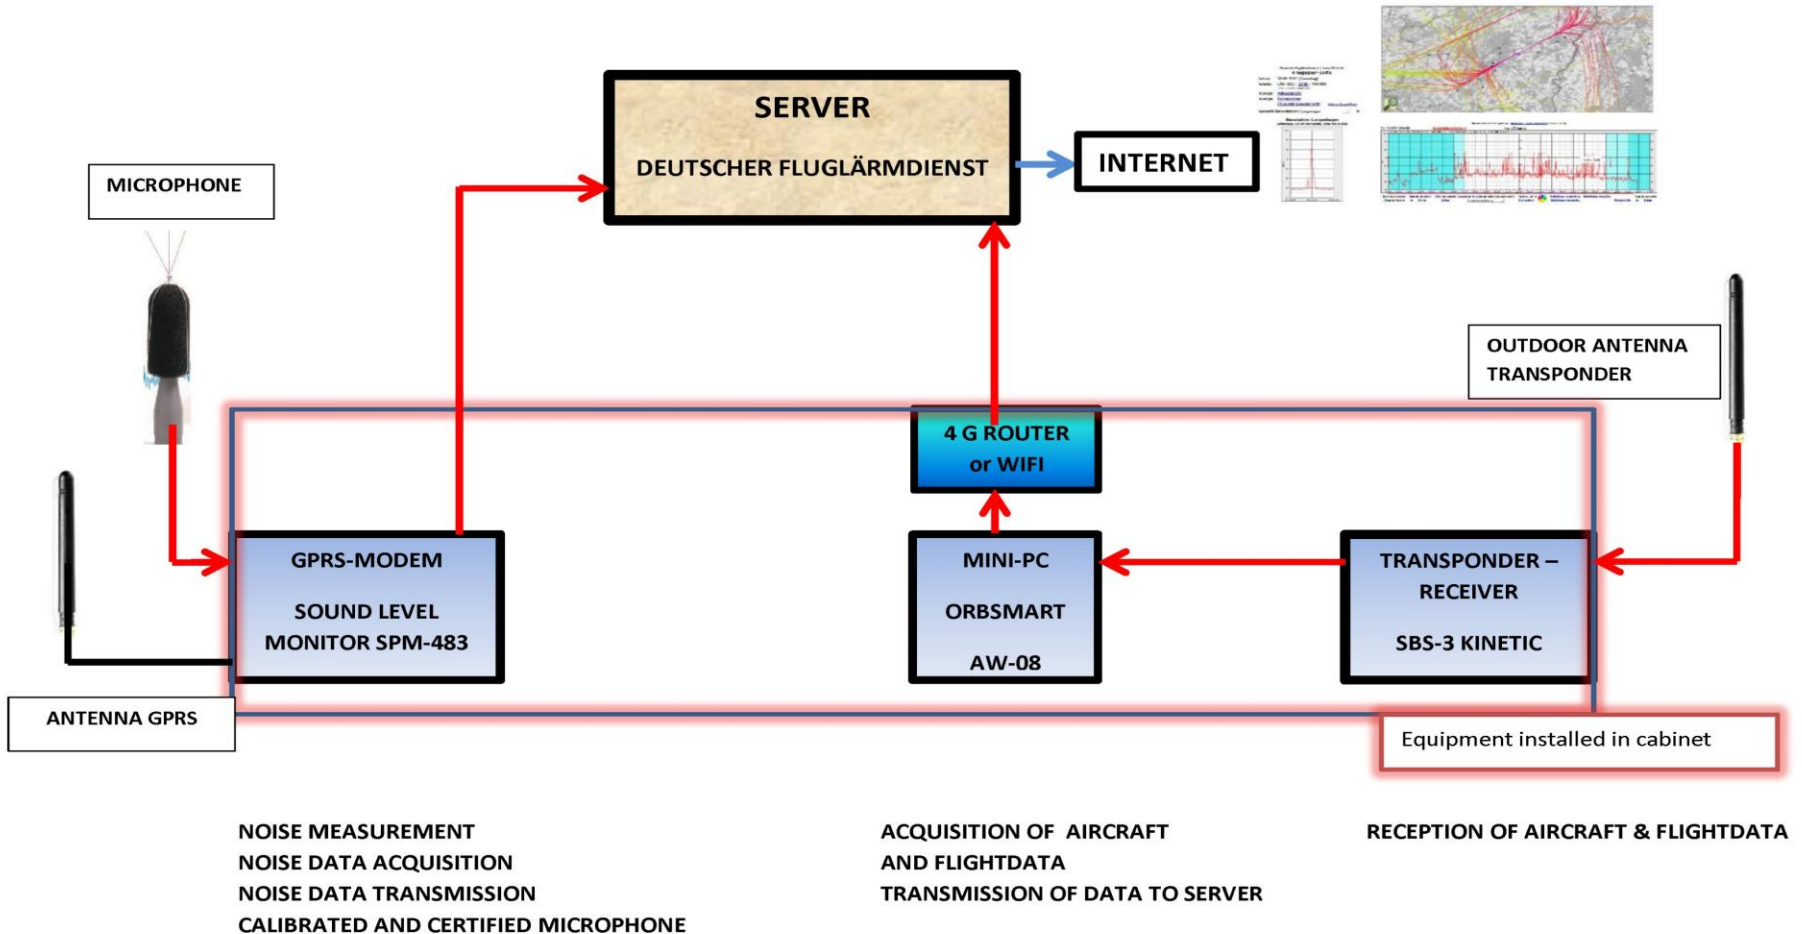 SERVER
DEUTSCHER FLUGLÄRMDIENST
INTERNET
MICROPHONE
OUTDOOR ANTENNA
TRANSPONDER
4 G ROUTER
or WIFI
GPRS-MODEM
SOUND LEVEL
MONITOR SPM-483
MINI-PC
ORBSMART
AW-08
TRANSPONDER –
RECEIVER
SBS-3 KINETIC
ANTENNA GPRS
Equipment installed in cabinet
NOISE MEASUREMENT
NOISE DATA ACQUISITION
NOISE DATA TRANSMISSION
CALIBRATED AND CERTIFIED MICROPHONE
ACQUISITION OF  AIRCRAFT
AND FLIGHTDATA
TRANSMISSION OF DATA TO SERVER
RECEPTION OF AIRCRAFT & FLIGHTDATA